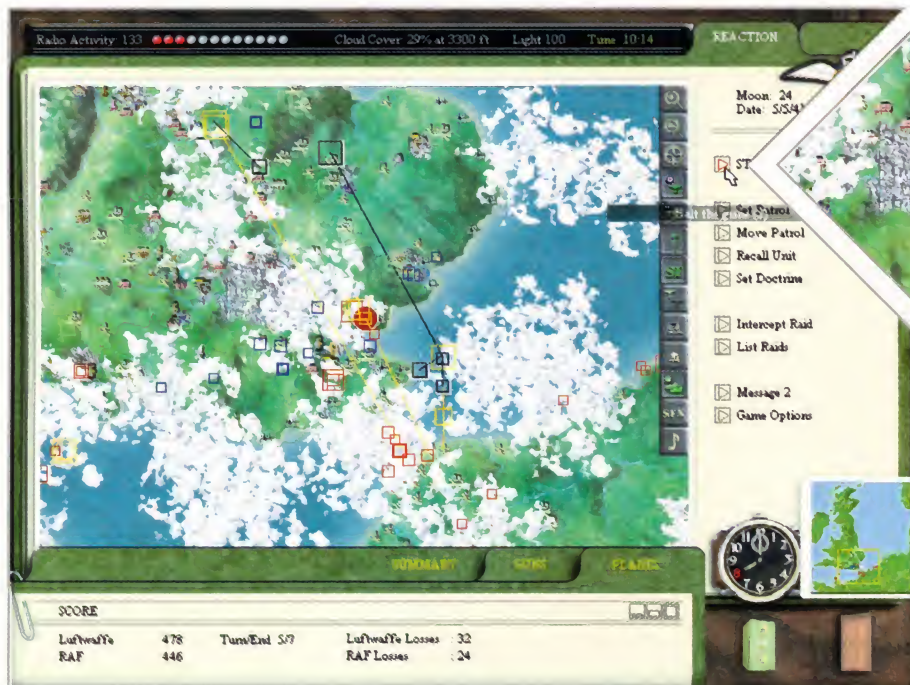 Radio Activity: 133
Cloud Cover: 29% at 3300 ft
Light 100
Time 10:14
REACTION
Moon: 24
Date: 5/5/4
ST
Set Patrol
Move Patrol
Recall Unit
Set Doctrine
Intercept Raid
List Raids
Message 2
Game Options
SFX
SUMMARY
PLANES
SCORE
Luftwaffe 478 Turn/End 5/7 Luftwaffe Losses : 32
RAF 446 RAF Losses : 24